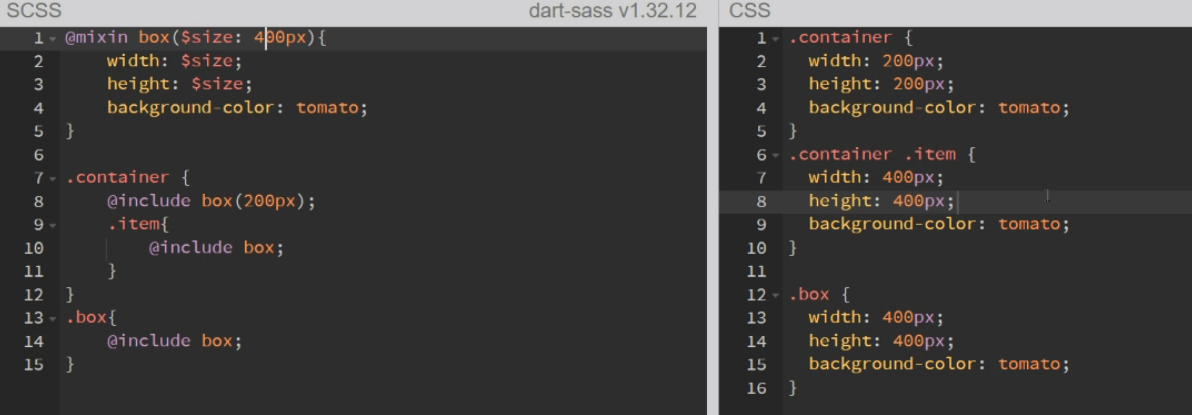 SCSS dart-sass v1.32.12
1 @mixin box($size: 400px){
2 width: $size;
3 height: $size;
4 background-color: tomato;
5 }
6
7 .container {
8 @include box(200px);
9 .item{
10 @include box;
11 }
12 }
13 .box{
14 @include box;
15 }
CSS
1 .container {
2 width: 200px;
3 height: 200px;
4 background-color: tomato;
5 }
6 .container .item {
7 width: 400px;
8 height: 400px;
9 background-color: tomato;
10 }
11
12 .box {
13 width: 400px;
14 height: 400px;
15 background-color: tomato;
16 }